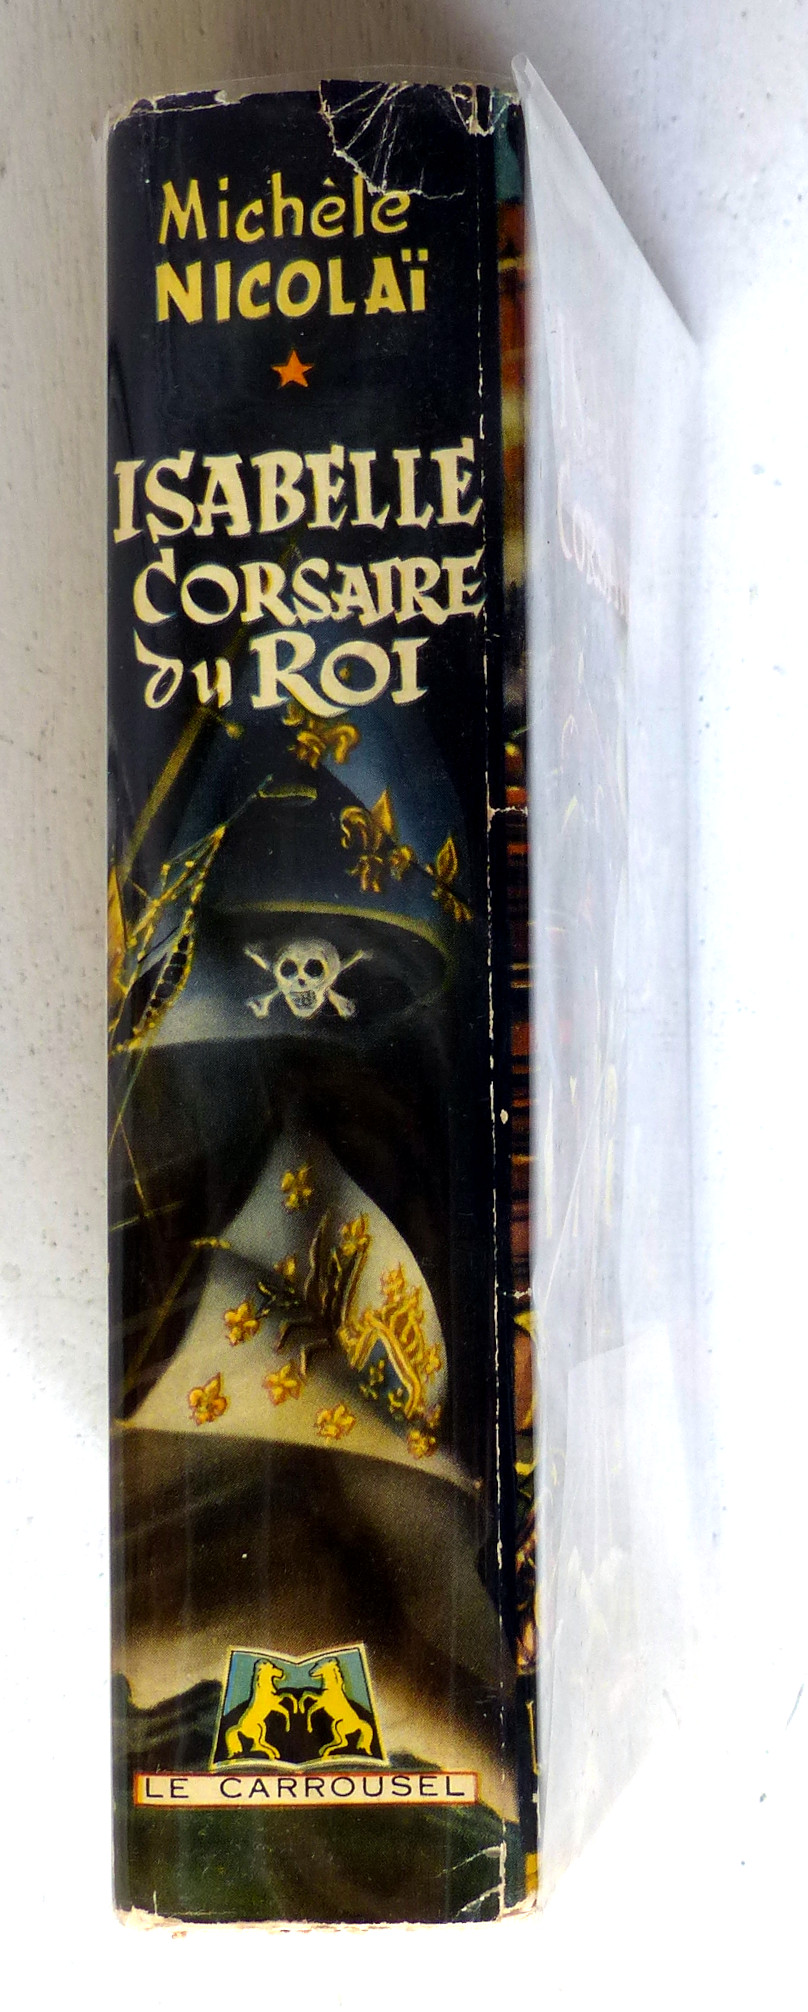 Michèle
NICOLAÏ
ISABELLE
CORSAIRE
du ROI
LE CARROUSEL